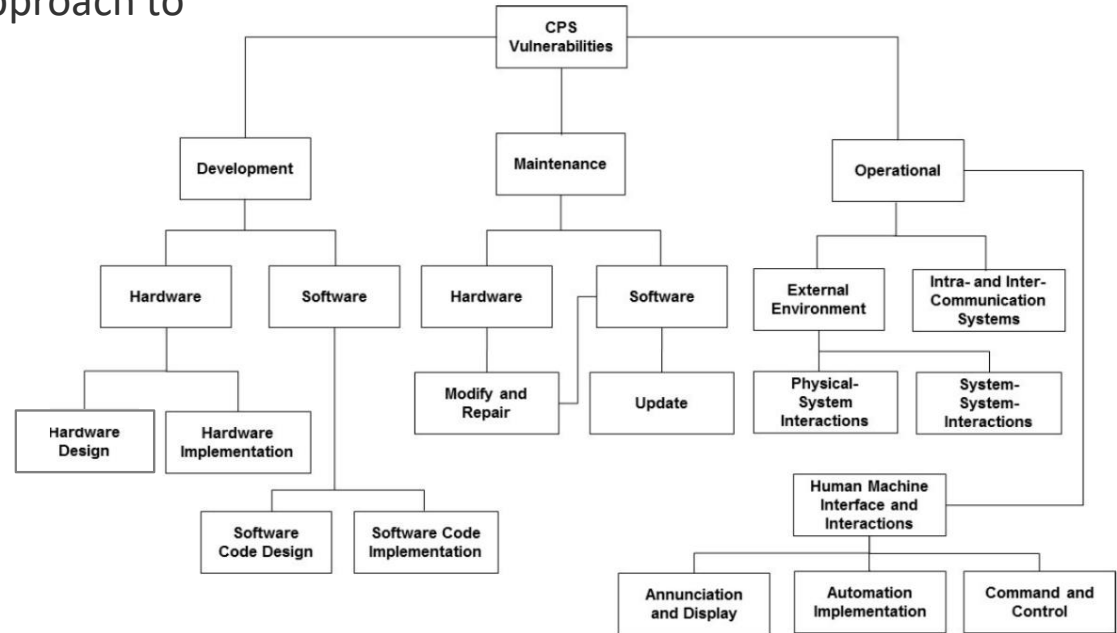 pproach to
CPS
Vulnerabilities
Development
Maintenance
Operational
Hardware
Software
Hardware
Software
External
Environment
Intra- and Inter-
Communication
Systems
Hardware
Design
Hardware
Implementation
Modify and
Repair
Update
Physical-
System
Interactions
System-
System-
Interactions
Software
Code Design
Software Code
Implementation
Human Machine
Interface and
Interactions
Annunciation
and Display
Automation
Implementation
Command and
Control